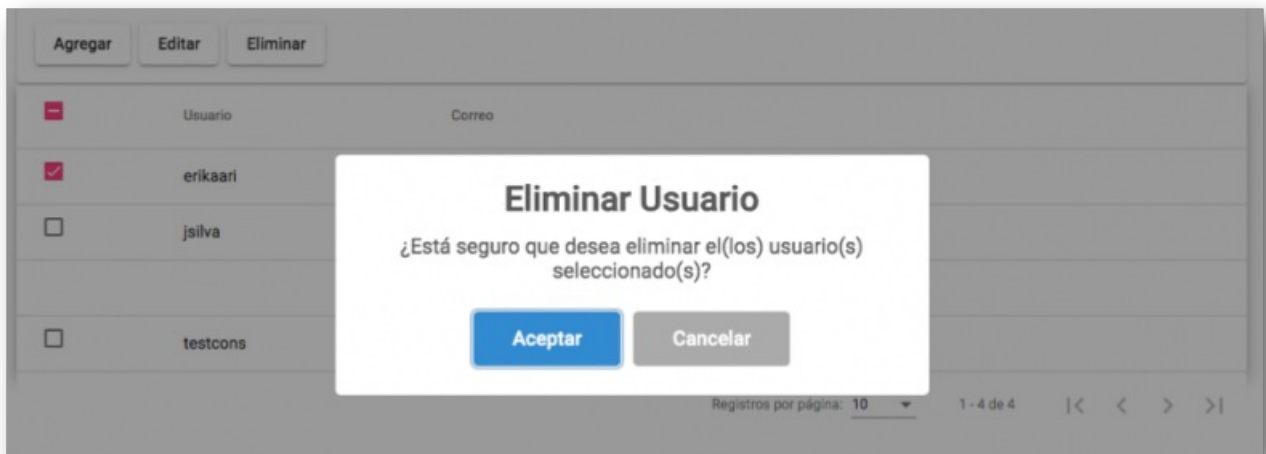 Agregar Editar Eliminar
Usuario Correo
erikaari
jsilva
testcons
Eliminar Usuario
¿Está seguro que desea eliminar el(los) usuario(s)
seleccionado(s)?
Aceptar Cancelar
Registros por página: 10 1 - 4 de 4